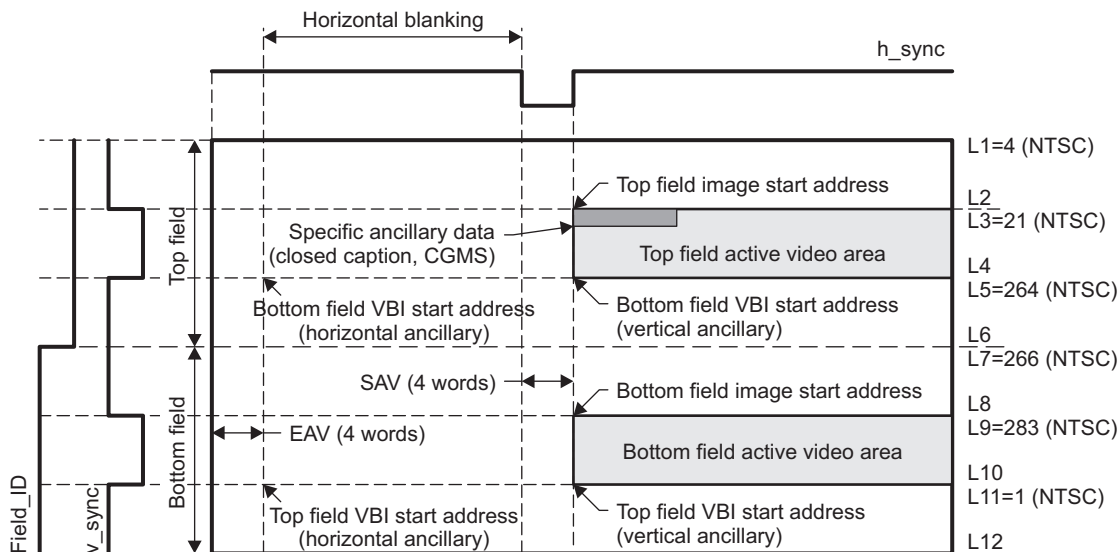 Horizontal blanking
h_sync
L1=4 (NTSC)
Top field image start address
L2
L3=21 (NTSC)
Specific ancillary data
(closed caption, CGMS)
Top field active video area
L4
Top field
Bottom field VBI start address
(horizontal ancillary)
Bottom field VBI start address
(vertical ancillary)
L5=264 (NTSC)
L6
L7=266 (NTSC)
SAV (4 words)
Bottom field image start address
L8
L9=283 (NTSC)
EAV (4 words)
Bottom field active video area
L10
Bottom field
L11=1 (NTSC)
Top field VBI start address
(horizontal ancillary)
Top field VBI start address
(vertical ancillary)
L12
Field_ID
v_sync